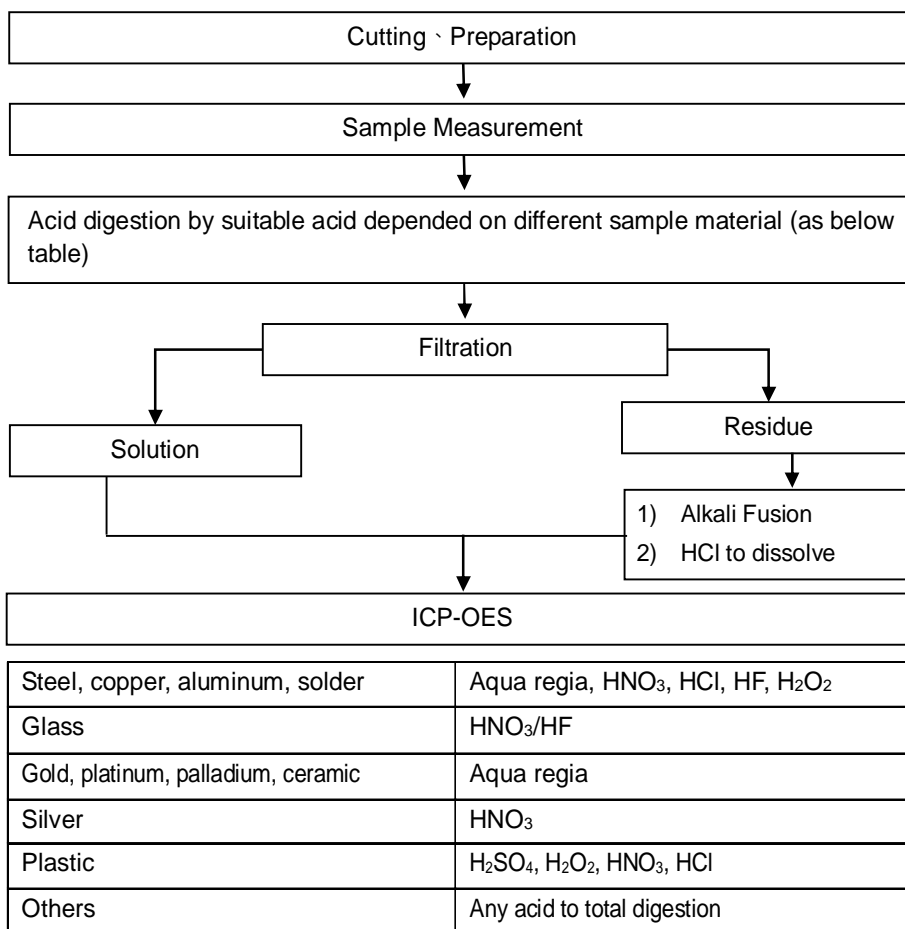 Cutting、Preparation
Sample Measurement
Acid digestion by suitable acid depended on different sample material (as below
table)
Filtration
Solution
Residue
1) Alkali Fusion
2) HCl to dissolve
ICP-OES
Steel, copper, aluminum, solder Aqua regia, HNO₃, HCl, HF, H₂O₂
Glass HNO₃/HF
Gold, platinum, palladium, ceramic Aqua regia
Silver HNO₃
Plastic H₂SO₄, H₂O₂, HNO₃, HCl
Others Any acid to total digestion